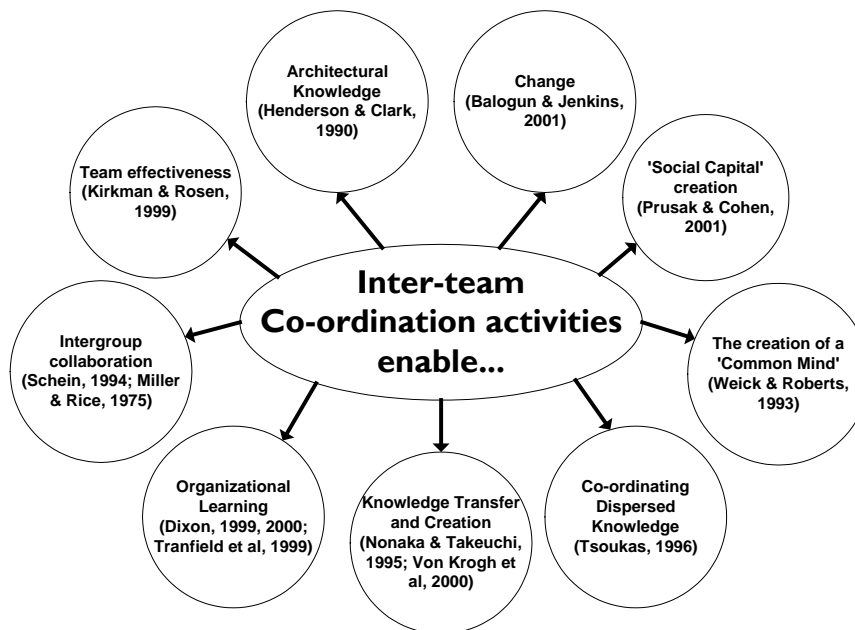 Inter-team
Co-ordination activities
enable...
Architectural
Knowledge
(Henderson & Clark,
1990)
Change
(Balogun & Jenkins,
2001)
'Social Capital'
creation
(Prusak & Cohen,
2001)
The creation of a
'Common Mind'
(Weick & Roberts,
1993)
Co-ordinating
Dispersed
Knowledge
(Tsoukas, 1996)
Knowledge Transfer
and Creation
(Nonaka & Takeuchi,
1995; Von Krogh et
al, 2000)
Organizational
Learning
(Dixon, 1999, 2000;
Tranfield et al, 1999)
Intergroup
collaboration
(Schein, 1994; Miller
& Rice, 1975)
Team effectiveness
(Kirkman & Rosen,
1999)